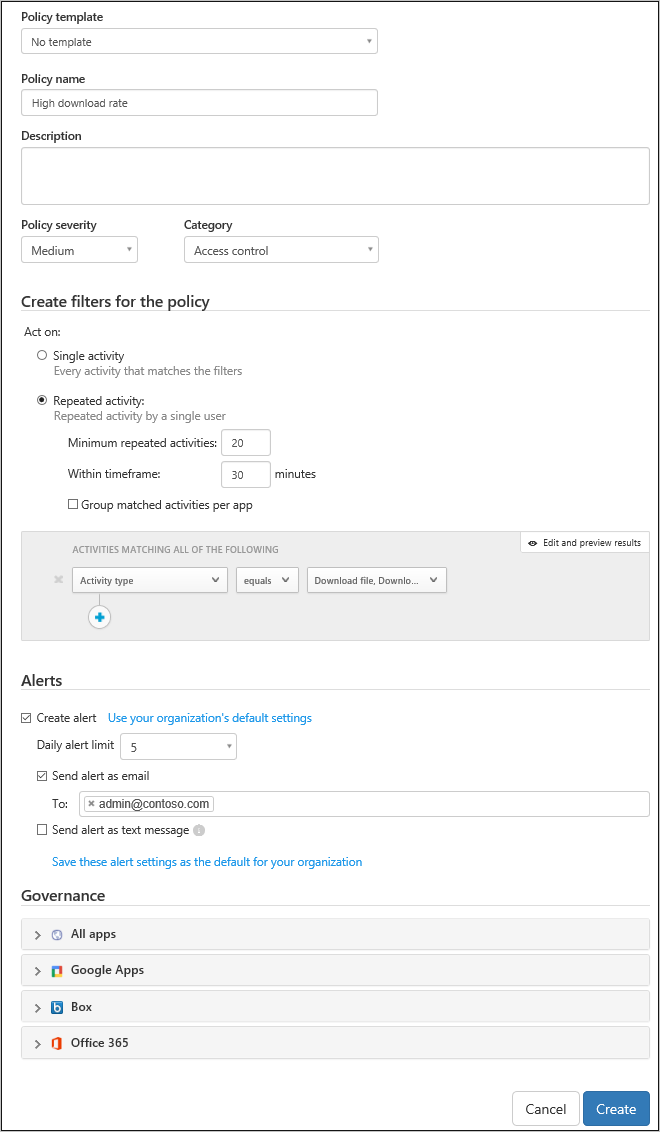 Policy template
No template
Policy name
High download rate
Description
Policy severity
Category
Medium
Access control
Create filters for the policy
Act on:
Single activity
Every activity that matches the filters
Repeated activity:
Repeated activity by a single user
Minimum repeated activities: 20
Within timeframe: 30 minutes
Group matched activities per app
ACTIVITIES MATCHING ALL OF THE FOLLOWING
Edit and preview results
Activity type equals Download file, Downlo...
Alerts
Create alert Use your organization's default settings
Daily alert limit 5
Send alert as email
To: admin@contoso.com
Send alert as text message
Save these alert settings as the default for your organization
Governance
All apps
Google Apps
Box
Office 365
Cancel Create